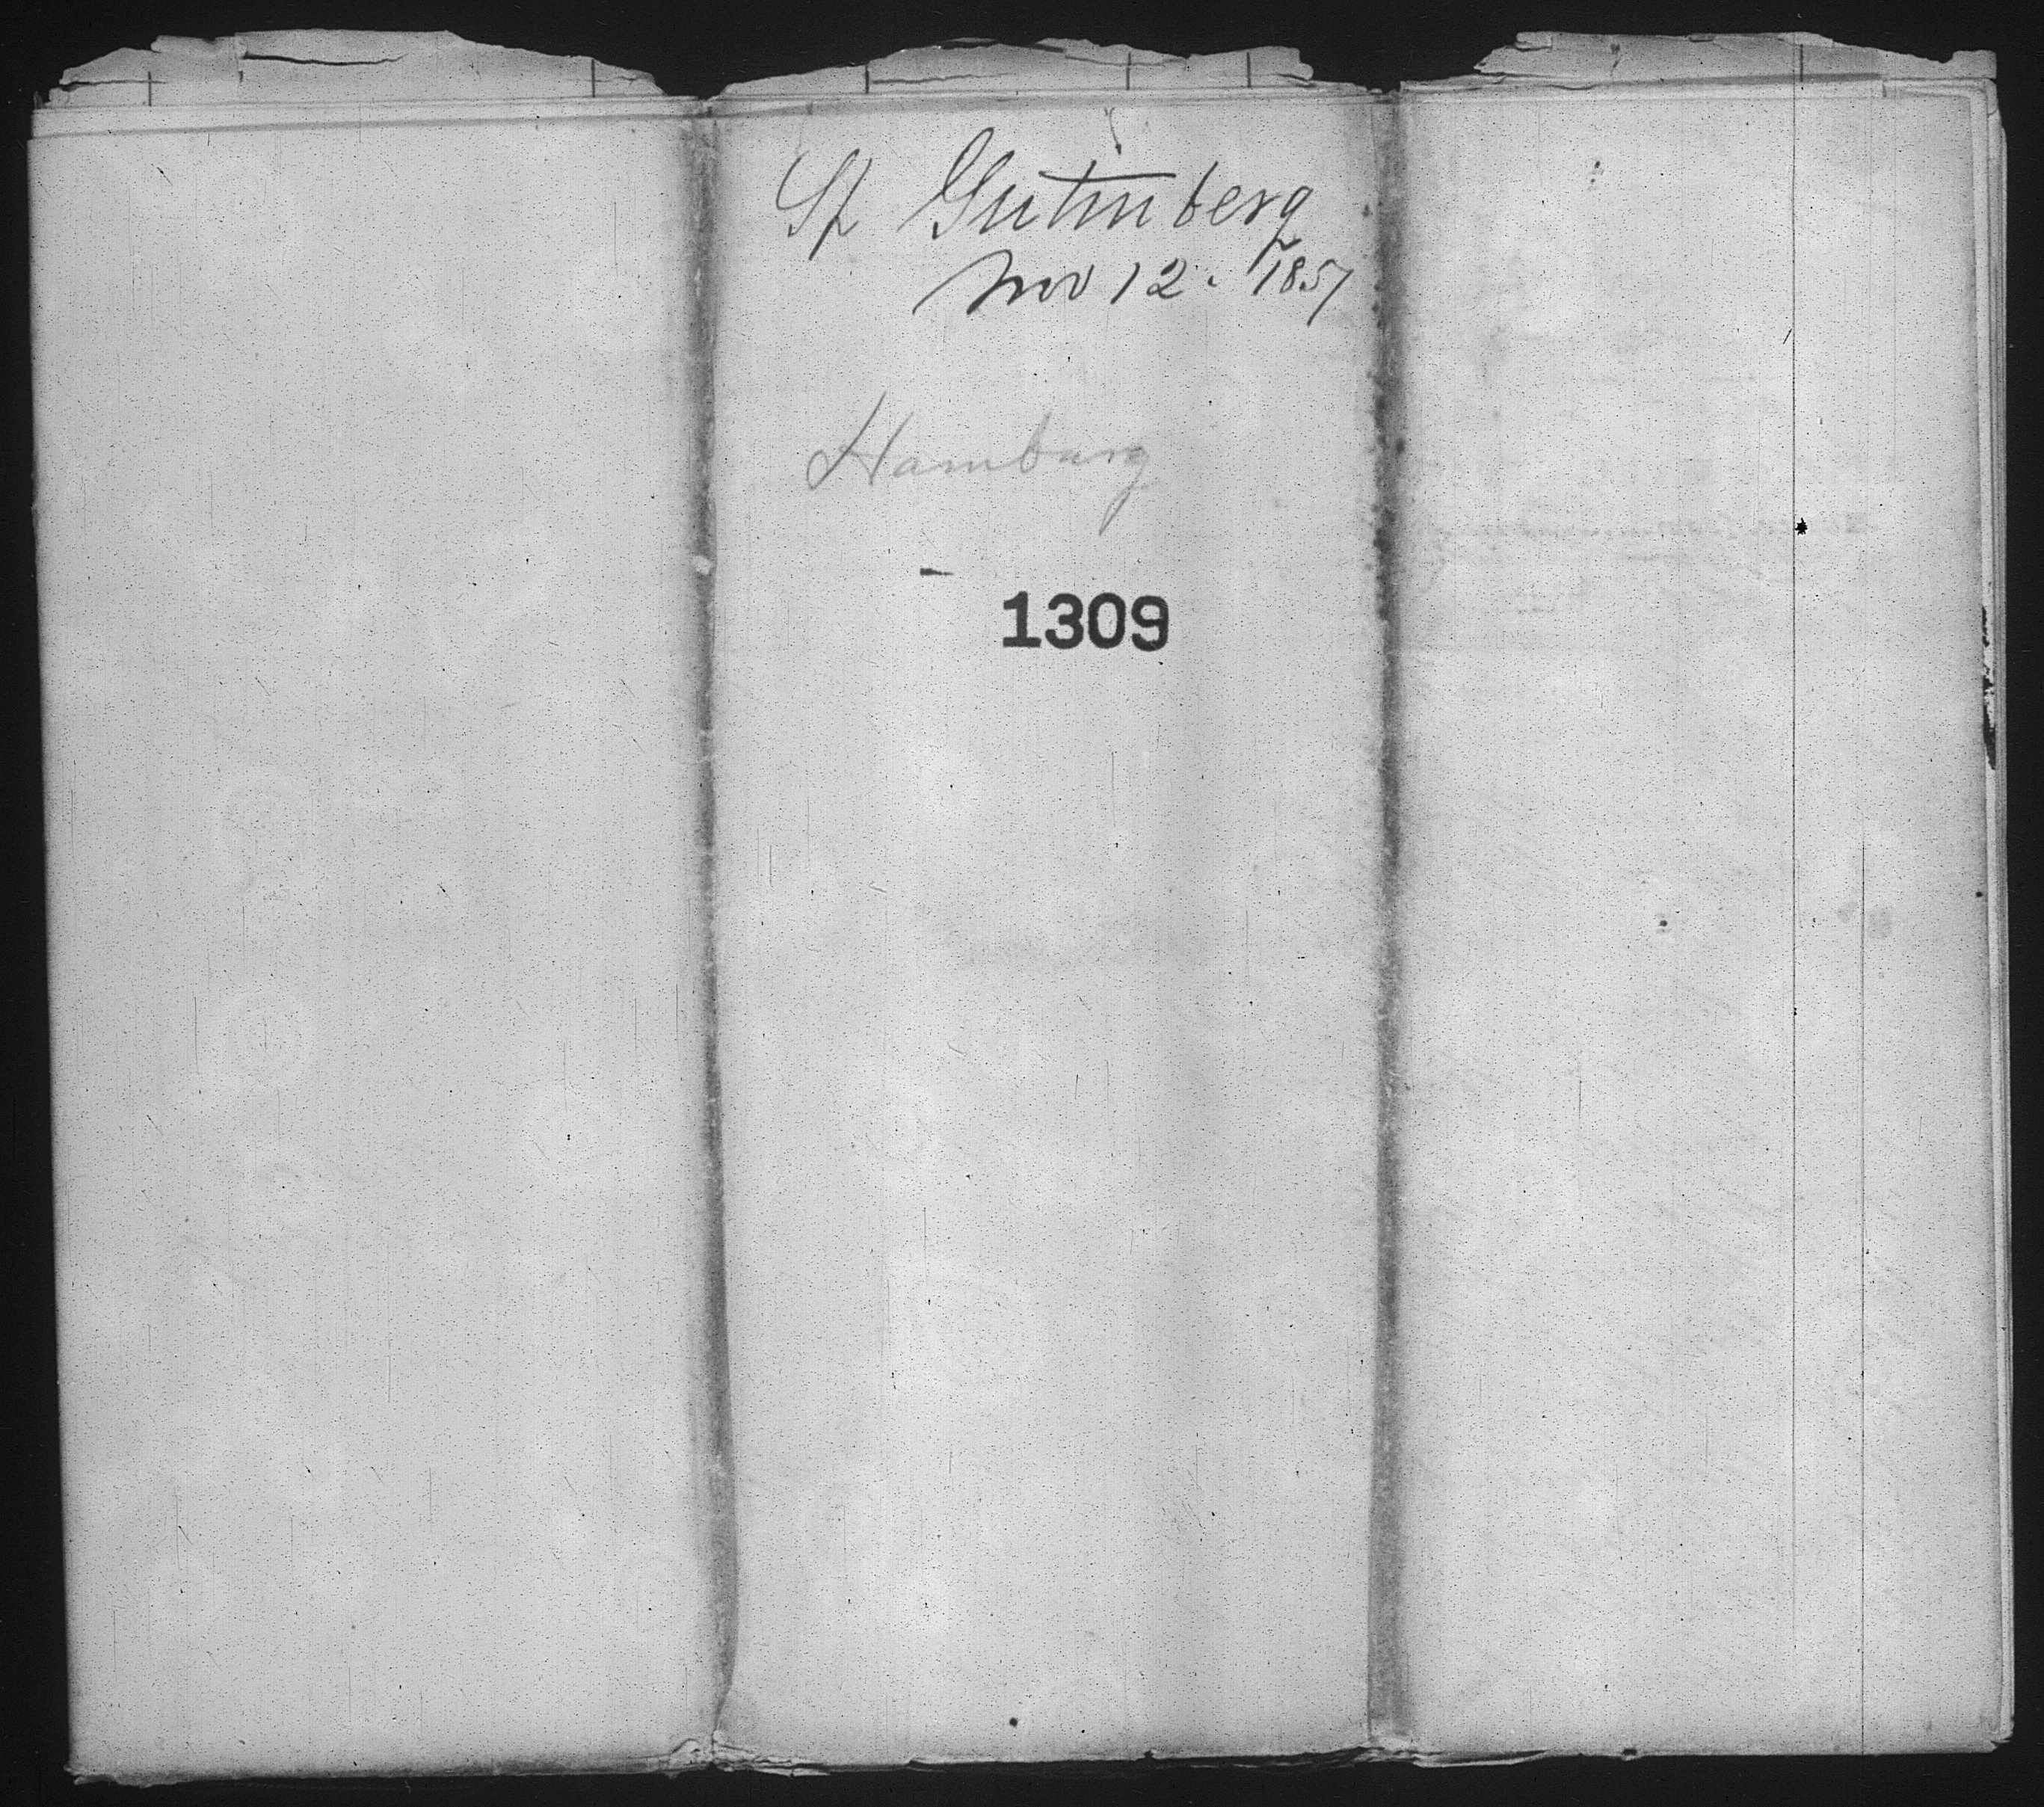 Sp Gutenberg
Nov 12. 1857
Hamburg
1309